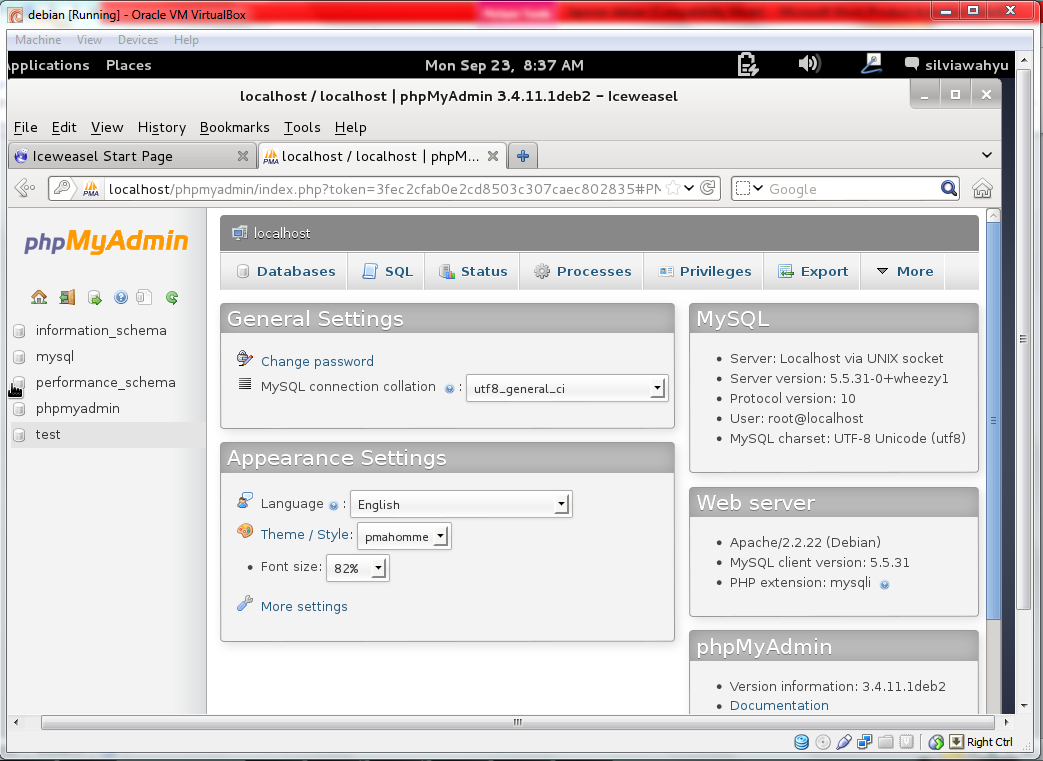 debian [Running] - Oracle VM VirtualBox
Machine View Devices Help
pplications Places Mon Sep 23, 8:37 AM silviawahyu
localhost / localhost | phpMyAdmin 3.4.11.1deb2 - Iceweasel
File Edit View History Bookmarks Tools Help
Iceweasel Start Page localhost / localhost | phpM...
localhost/phpmyadmin/index.php?token=3fec2cfab0e2cd8503c307caec802835#PM Google
phpMyAdmin
localhost
Databases SQL Status Processes Privileges Export More
information_schema
mysql
performance_schema
phpmyadmin
test
General Settings
Change password
MySQL connection collation : utf8_general_ci
Appearance Settings
Language : English
Theme / Style: pmahomme
Font size: 82%
More settings
MySQL
Server: Localhost via UNIX socket
Server version: 5.5.31-0+wheezy1
Protocol version: 10
User: root@localhost
MySQL charset: UTF-8 Unicode (utf8)
Web server
Apache/2.2.22 (Debian)
MySQL client version: 5.5.31
PHP extension: mysqli
phpMyAdmin
Version information: 3.4.11.1deb2
Documentation
Right Ctrl